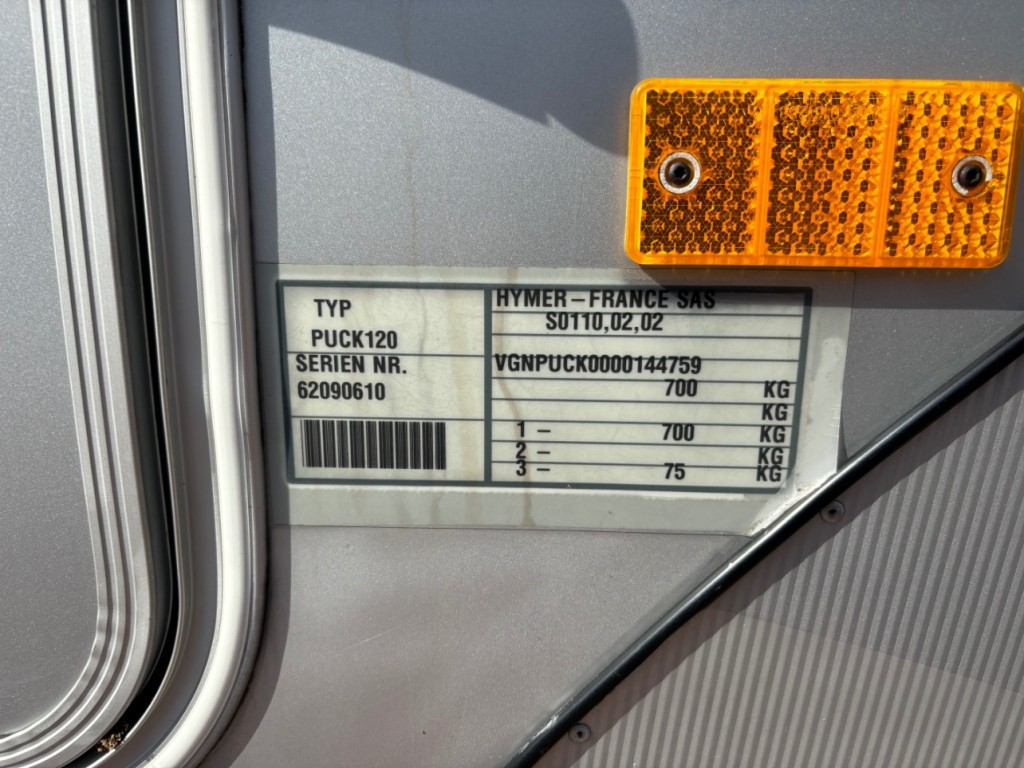 TYP
PUCK120
SERIEN NR.
62090610
HYMER-FRANCE SAS
S0110,02,02
VGNPUCK0000144759
700 KG
KG
1 - 700 KG
2 - KG
3 - 75 KG